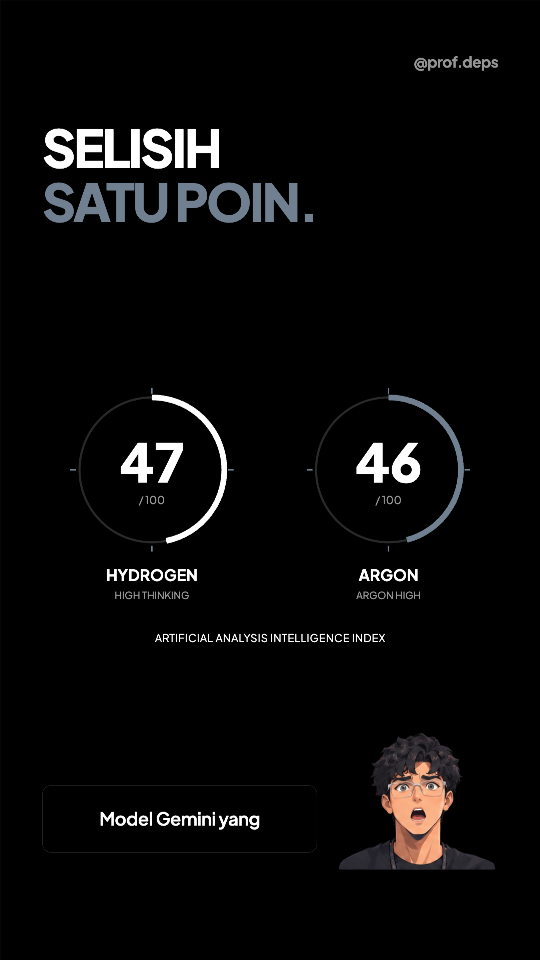 @prof.deps
SELISIH
SATU POIN.
47
/100
46
/100
HYDROGEN
HIGH THINKING
ARGON
ARGON HIGH
ARTIFICIAL ANALYSIS INTELLIGENCE INDEX
Model Gemini yang